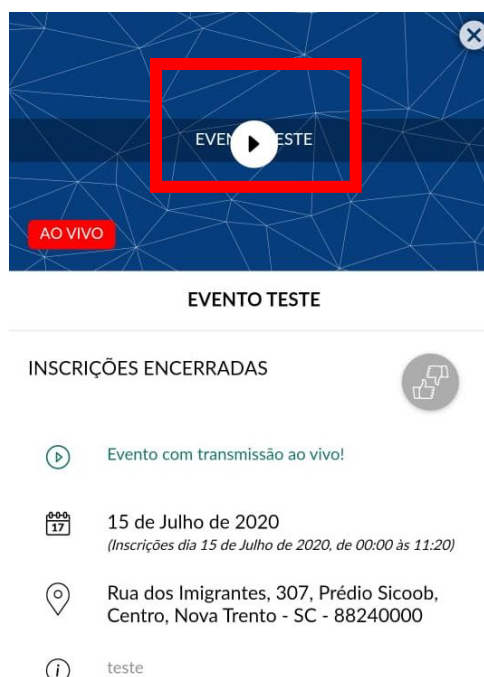 EVENTO TESTE
AO VIVO
EVENTO TESTE
INSCRIÇÕES ENCERRADAS
Evento com transmissão ao vivo!
17
15 de Julho de 2020
(Inscrições dia 15 de Julho de 2020, de 00:00 às 11:20)
Rua dos Imigrantes, 307, Prédio Sicoob,
Centro, Nova Trento - SC - 88240000
teste